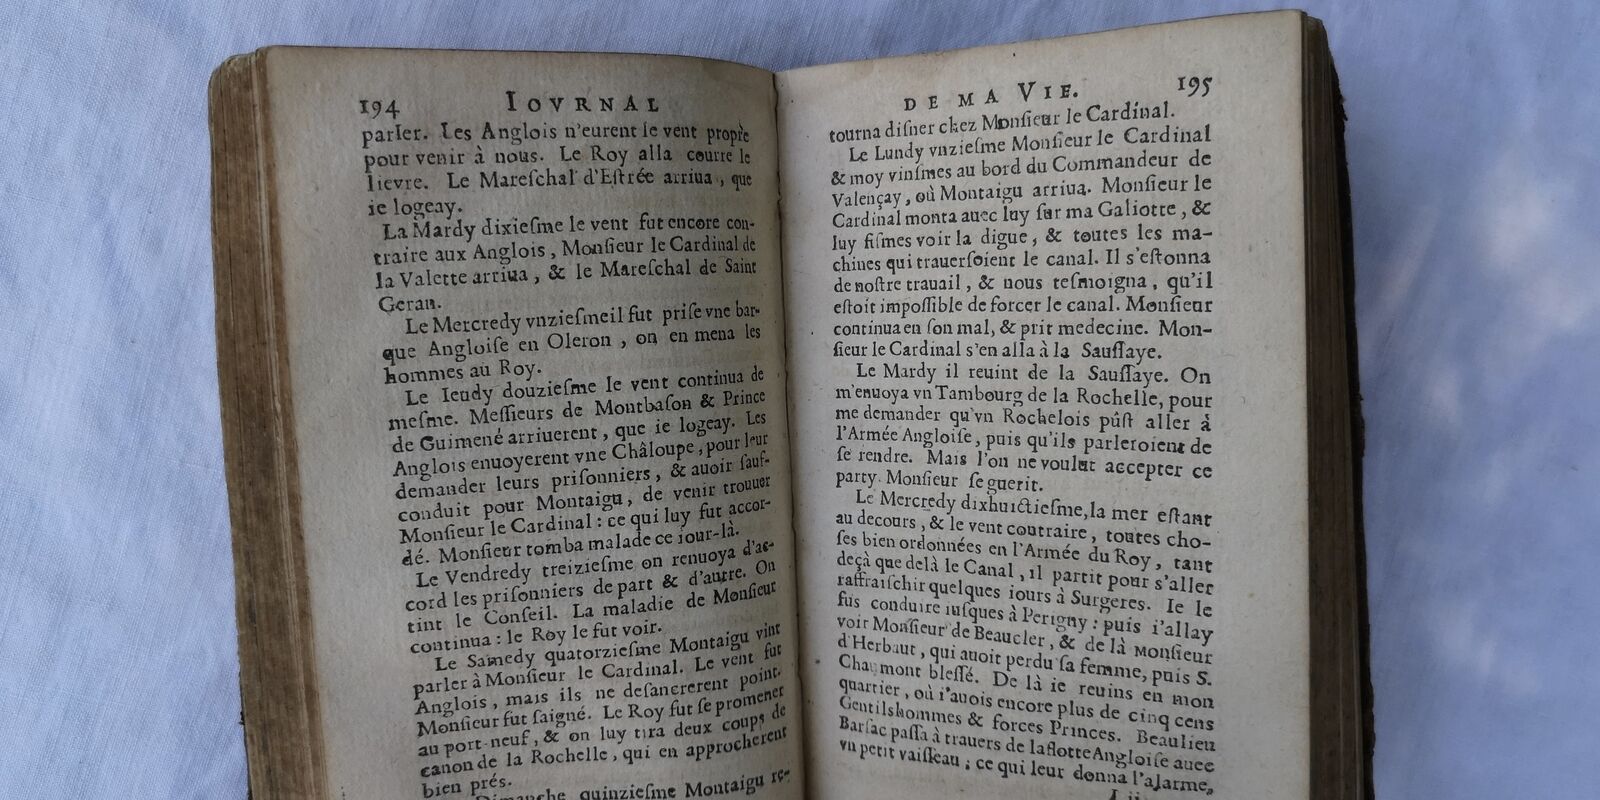 194 IOVRNAL
parler. Les Anglois n'eurent le vent propre
pour venir à nous. Le Roy alla courre le
lievre. Le Mareſchal d'Eſtrée arriua, que
ie logeay.
La Mardy dixieſme le vent fut encore con-
traire aux Anglois, Monſieur le Cardinal de
la Valette arriua, & le Mareſchal de Saint
Geran.
Le Mercredy vnzieſme il fut priſe vne bar-
que Angloiſe en Oleron, on en mena les
hommes au Roy.
Le Ieudy douzieſme le vent continua de
meſme. Meſſieurs de Montbaſon & Prince
de Guimené arriuerent, que ie logeay. Les
Anglois enuoyerent vne Châloupe, pour leur
demander leurs priſonniers, & auoir ſauf-
conduit pour Montaigu, de venir trouuer
Monſieur le Cardinal: ce qui luy fut accor-
dé. Monſieur tomba malade ce iour-là.
Le Vendredy treizieſme on renuoya d'ac-
cord les priſonniers de part & d'autre. On
tint le Conſeil. La maladie de Monſieur
continua: le Roy le fut voir.
Le Samedy quatorzieſme Montaigu vint
parler à Monſieur le Cardinal. Le vent fut
Anglois, mais ils ne deſancrerent point.
Monſieur fut ſaigné. Le Roy fut ſe promener
au port-neuf, & on luy tira deux coups de
canon de la Rochelle, qui en approcherent
bien prés.
Dimanche quinzieſme Montaigu re-
DE MA VIE. 195
tourna diſner chez Monſieur le Cardinal.
Le Lundy vnzieſme Monſieur le Cardinal
& moy vinſmes au bord du Commandeur de
Valençay, où Montaigu arriua. Monſieur le
Cardinal monta auec luy ſur ma Galiotte, &
luy fiſmes voir la digue, & toutes les ma-
chines qui trauerſoient le canal. Il s'eſtonna
de noſtre trauail, & nous teſmoigna, qu'il
eſtoit impoſſible de forcer le canal. Monſieur
continua en ſon mal, & prit medecine. Mon-
ſieur le Cardinal s'en alla à la Sauſſaye.
Le Mardy il reuint de la Sauſſaye. On
m'enuoya vn Tambourg de la Rochelle, pour
me demander qu'vn Rochelois pûſt aller à
l'Armée Angloiſe, puis qu'ils parleroient de
ſe rendre. Mais l'on ne voulut accepter ce
party. Monſieur ſe guerit.
Le Mercredy dixhuictieſme, la mer eſtant
au decours, & le vent contraire, toutes cho-
ſes bien ordonnées en l'Armée du Roy, tant
deçà que delà le Canal, il partit pour s'aller
raffraiſchir quelques iours à Surgeres. Ie le
fus conduire iuſques à Perigny: puis i'allay
voir Monſieur de Beaucler, & de là Monſieur
d'Herbaut, qui auoit perdu ſa femme, puis S.
Chaumont bleſſé. De là ie reuins en mon
quartier, où i'auois encore plus de cinq cens
Gentilshommes & forces Princes. Beaulieu
Barſac paſſa à trauers de la flotte Angloiſe auec
vn petit vaiſſeau; ce qui leur donna l'alarme,